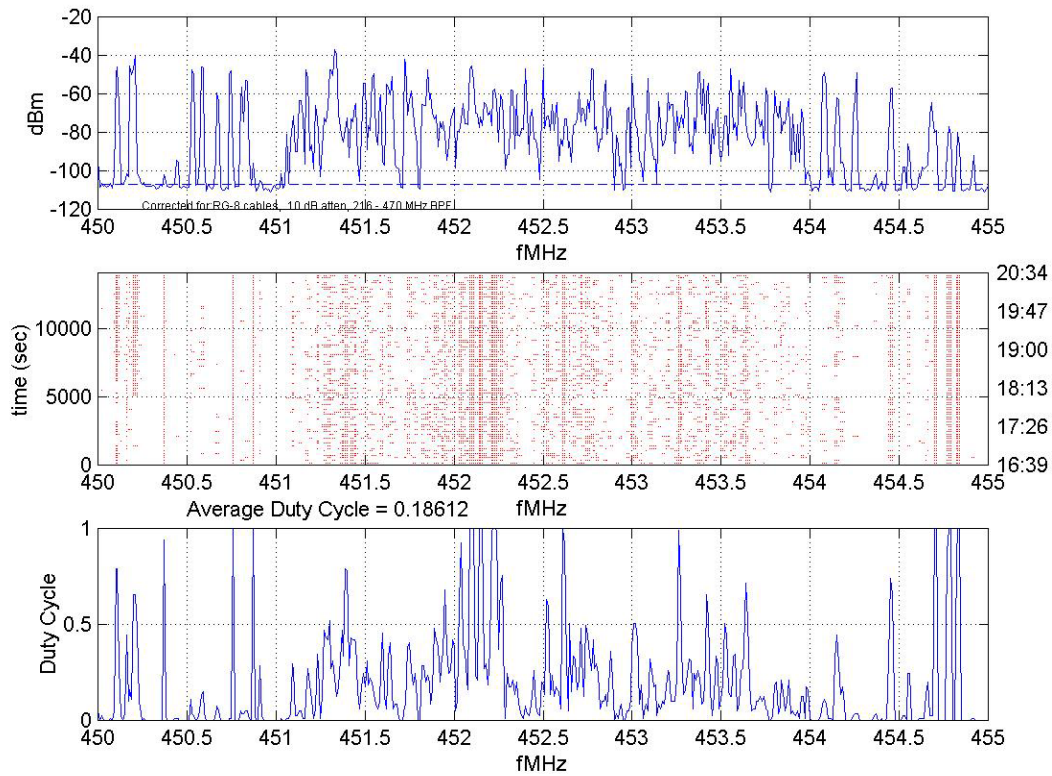 -20
-40
-60
-80
-100
-120
dBm
Corrected for RG-8 cables, 10 dB atten, 216 - 470 MHz BPF
450 450.5 451 451.5 452 452.5 453 453.5 454 454.5 455
fMHz
10000
5000
0
time (sec)
20:34
19:47
19:00
18:13
17:26
16:39
450 450.5 451 451.5 452 452.5 453 453.5 454 454.5 455
Average Duty Cycle = 0.18612 fMHz
1
0.5
0
Duty Cycle
450 450.5 451 451.5 452 452.5 453 453.5 454 454.5 455
fMHz